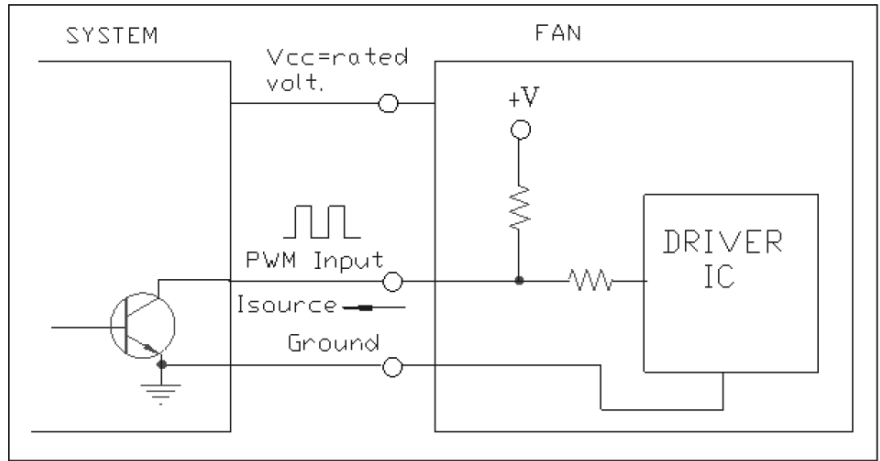 SYSTEM
FAN
Vcc=rated
volt.
+V
PWM Input
DRIVER
IC
Isource
Ground